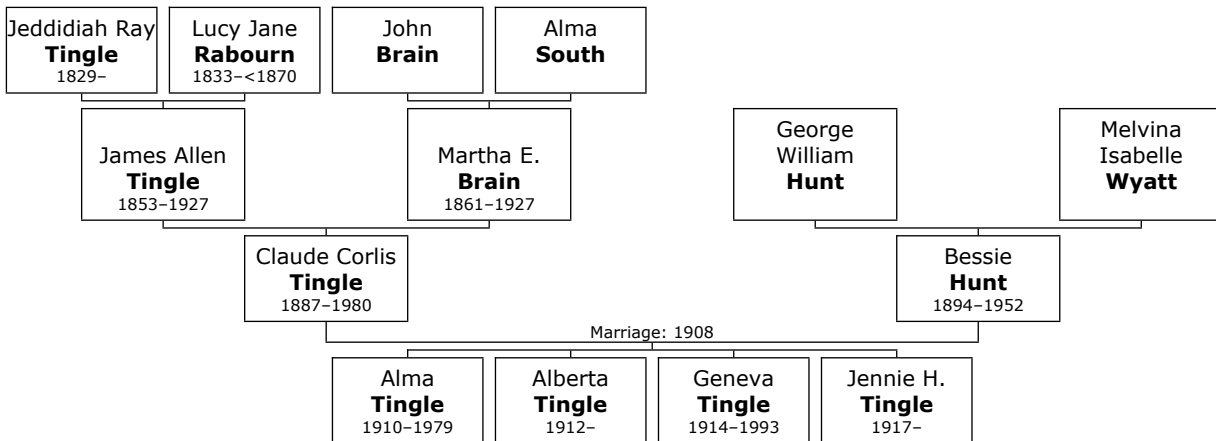 Jeddidiah Ray
Tingle
1829–
Lucy Jane
Rabourn
1833–<1870
John
Brain
Alma
South
James Allen
Tingle
1853–1927
Martha E.
Brain
1861–1927
George
William
Hunt
Melvina
Isabelle
Wyatt
Claude Corlis
Tingle
1887–1980
Bessie
Hunt
1894–1952
Marriage: 1908
Alma
Tingle
1910–1979
Alberta
Tingle
1912–
Geneva
Tingle
1914–1993
Jennie H.
Tingle
1917–